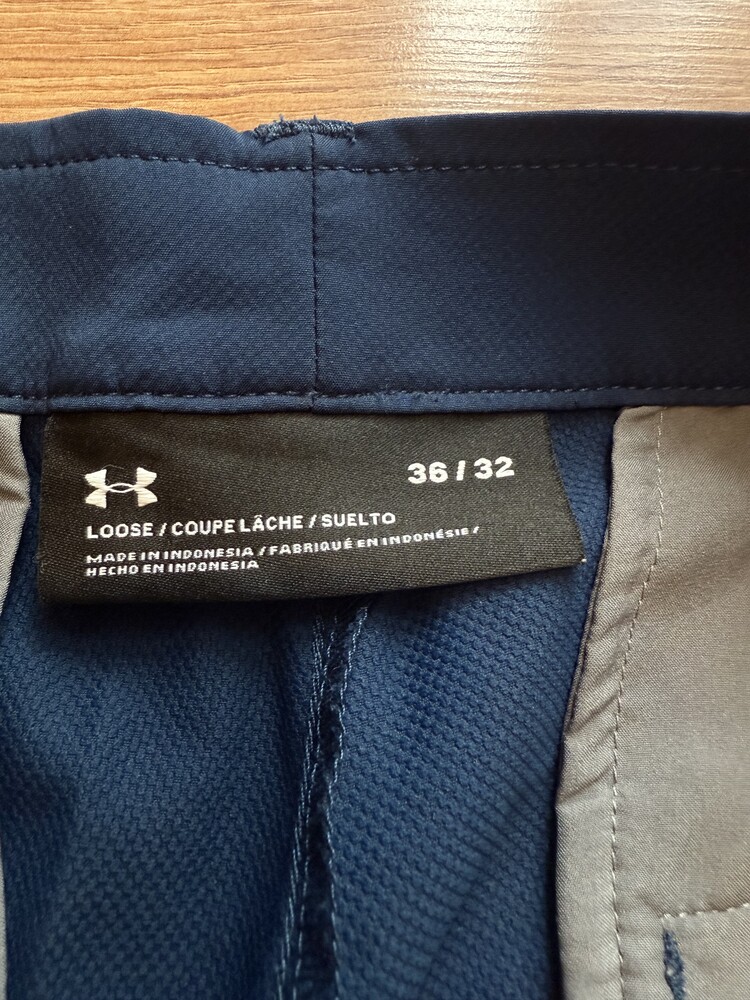 36 / 32
LOOSE / COUPE LÂCHE / SUELTO
MADE IN INDONESIA / FABRIQUÉ EN INDONÉSIE /
HECHO EN INDONESIA